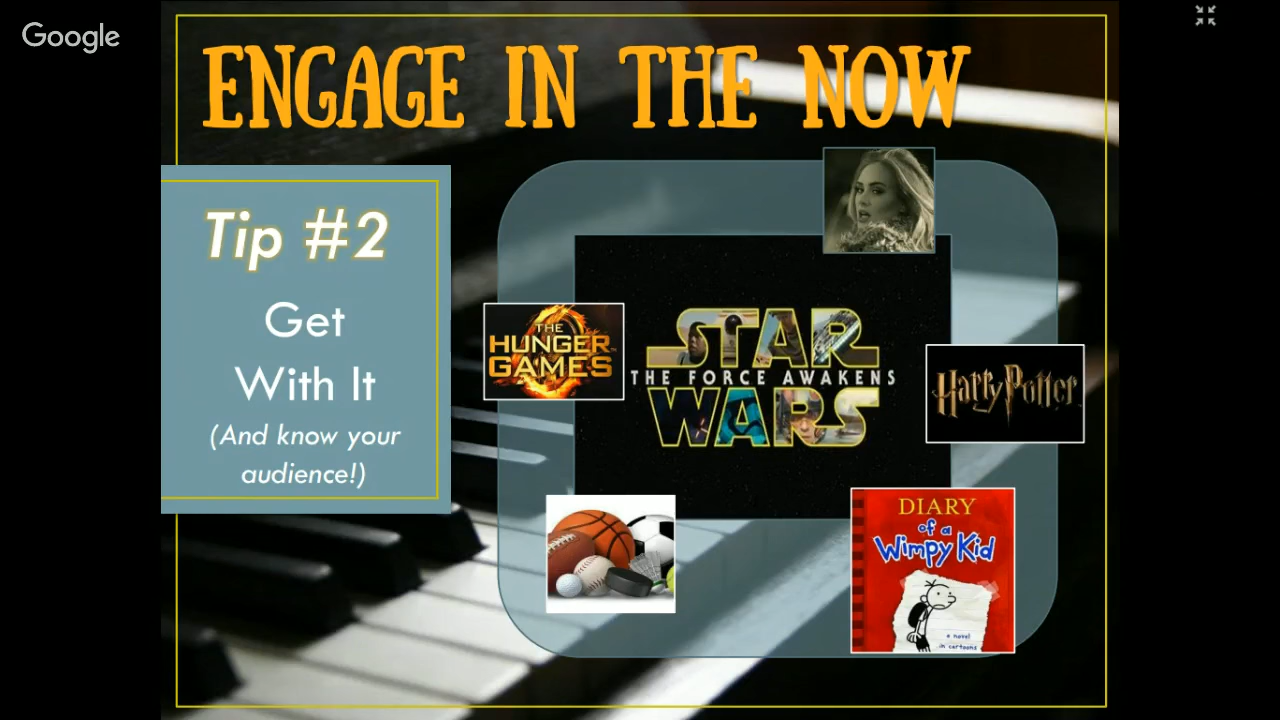 Google
ENGAGE IN THE NOW
Tip #2
Get
With It
(And know your
audience!)
THE
HUNGER
GAMES
STAR
THE FORCE AWAKENS
WARS
Harry Potter
DIARY
of a
Wimpy Kid
a novel
in cartoons